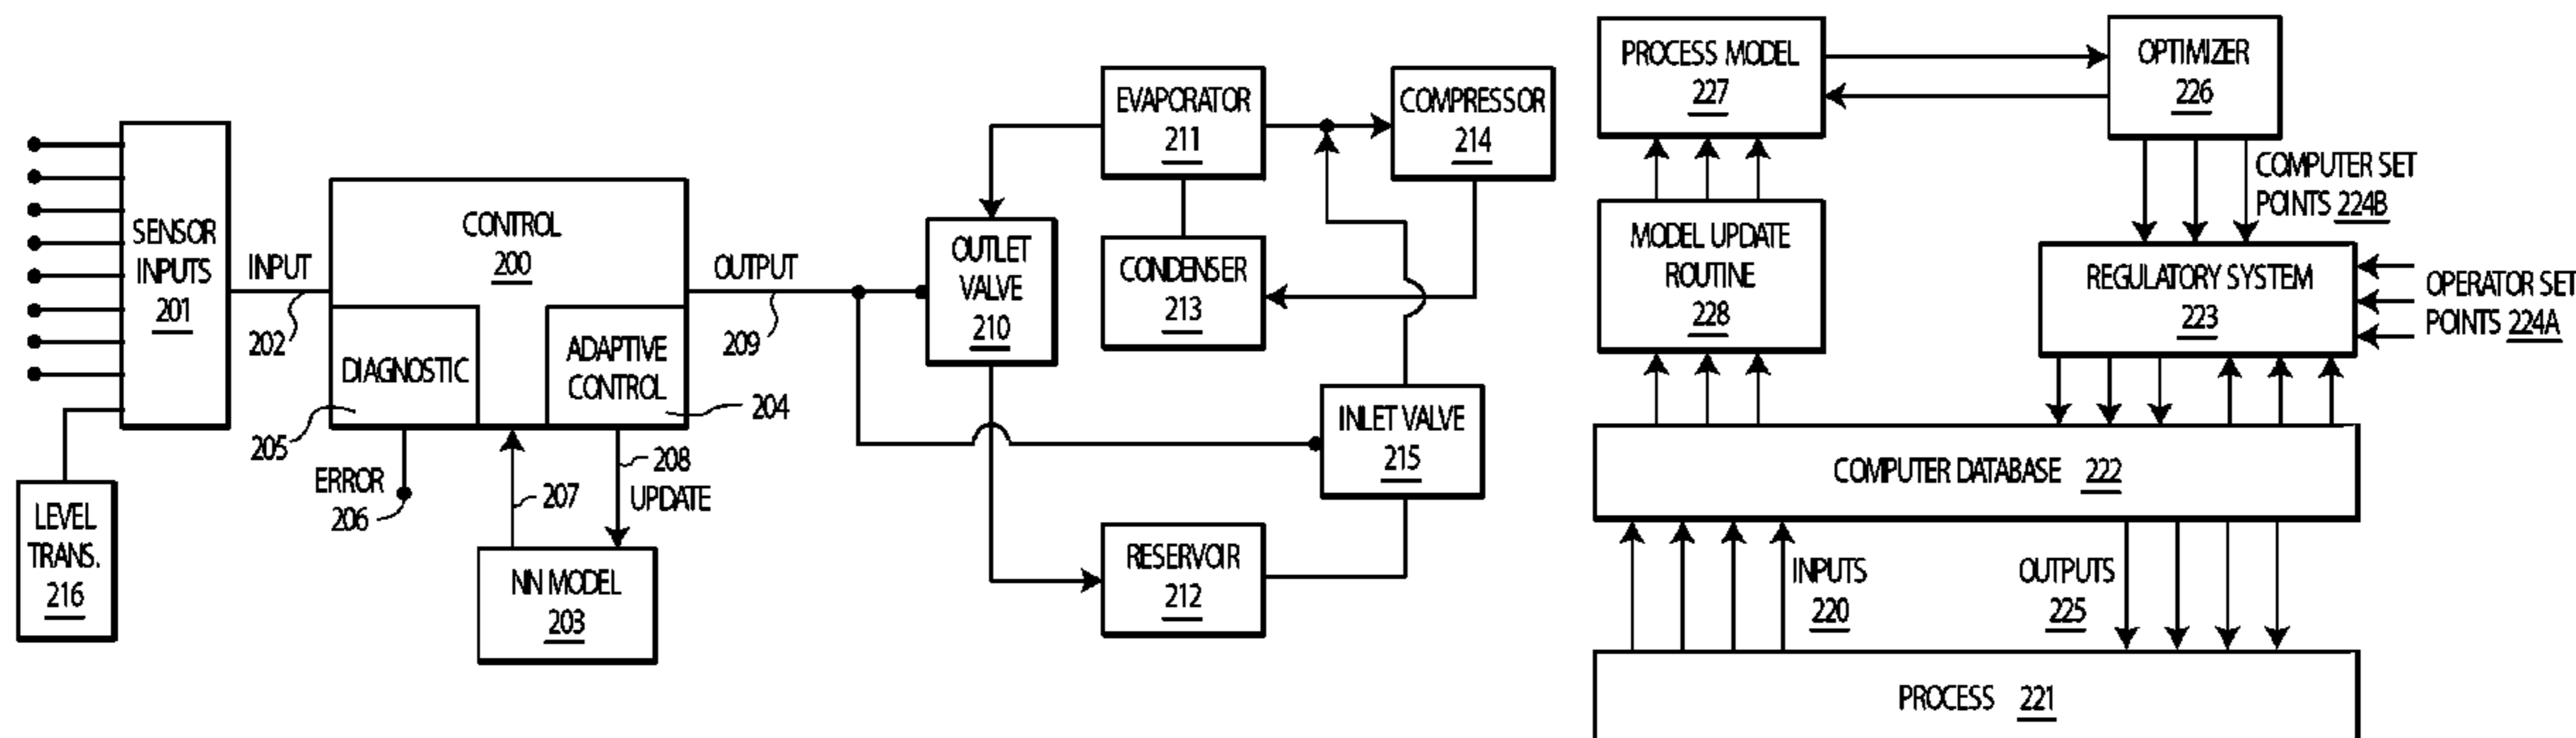 SENSOR
INPUTS
201
LEVEL
TRANS.
216
INPUT
202
CONTROL
200
DIAGNOSTIC
205
ADAPTIVE
CONTROL
204
ERROR
206
207
208
UPDATE
NN MODEL
203
OUTPUT
209
OUTLET
VALVE
210
EVAPORATOR
211
COMPRESSOR
214
CONDENSER
213
INLET VALVE
215
RESERVOIR
212
PROCESS MODEL
227
OPTIMIZER
226
COMPUTER SET
POINTS 224B
MODEL UPDATE
ROUTINE
228
REGULATORY SYSTEM
223
OPERATOR SET
POINTS 224A
COMPUTER DATABASE 222
INPUTS
220
OUTPUTS
225
PROCESS 221